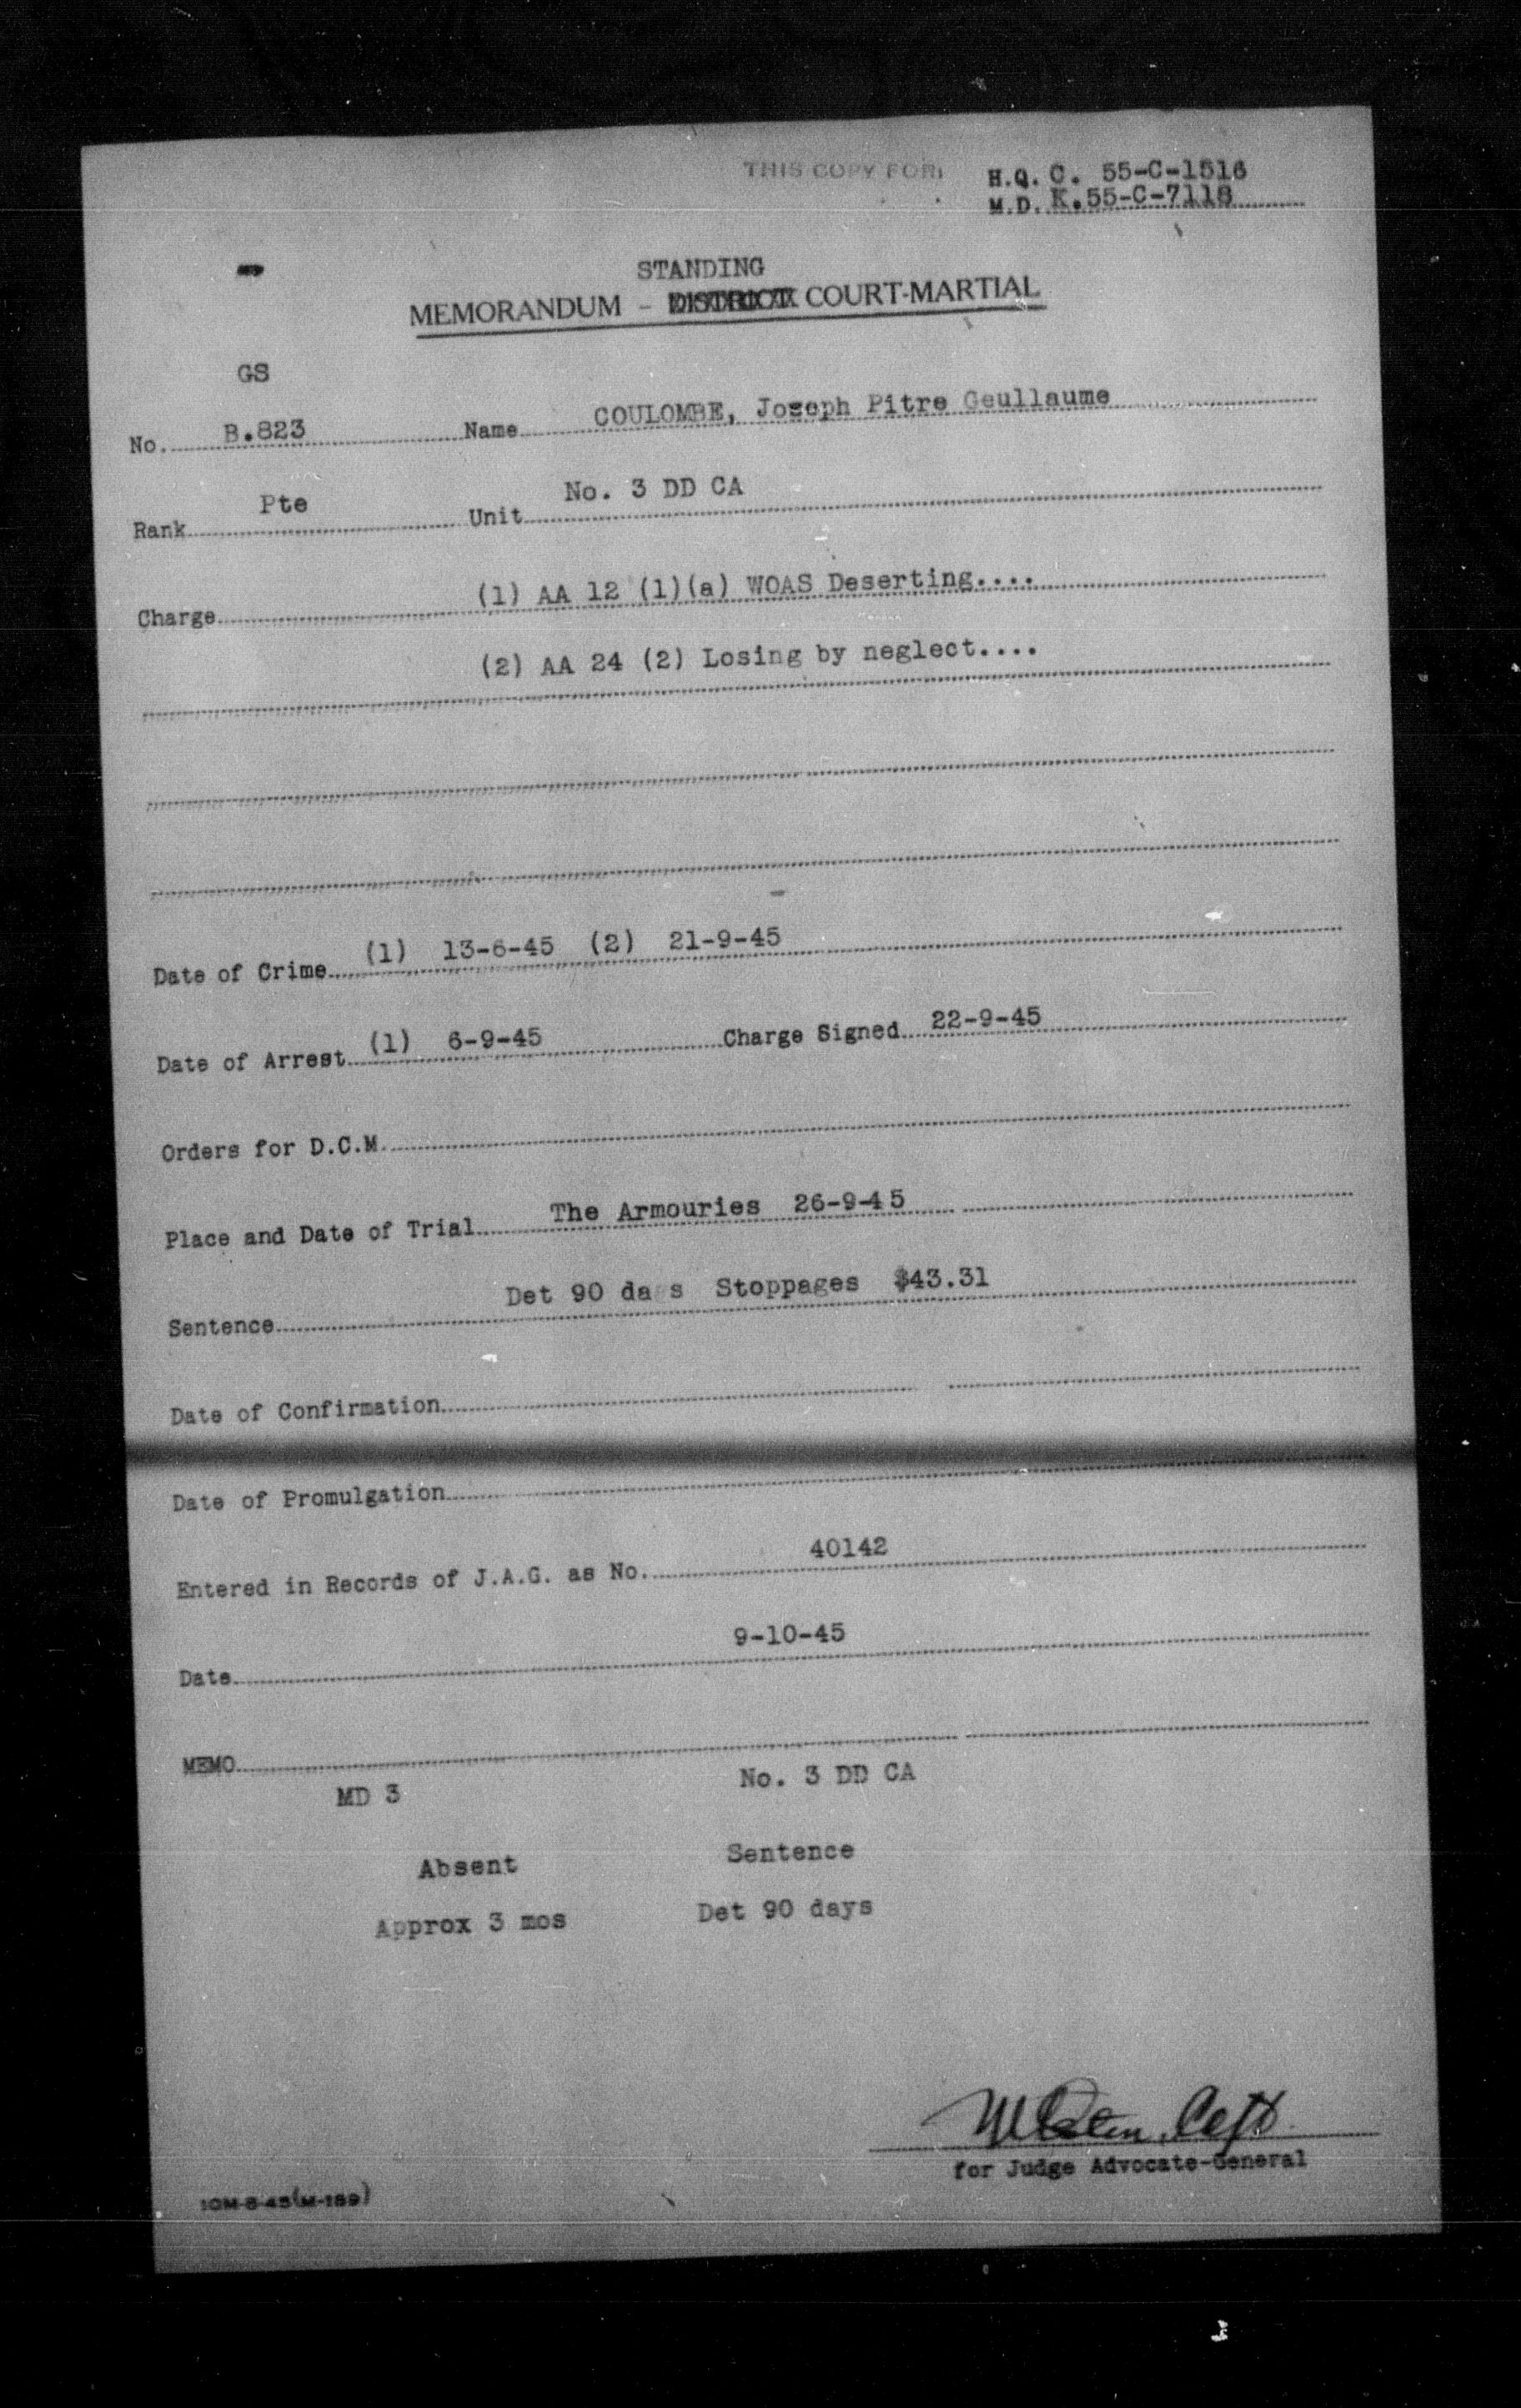 THIS COPY FOR:
H.Q. C. 55-C-1516
M.D. K.55-C-7118
STANDING
MEMORANDUM - DISTRICT COURT-MARTIAL
GS
No. B.823 Name COULOMBE, Joseph Pitre Geullaume
Rank Pte Unit No. 3 DD CA
Charge (1) AA 12 (1)(a) WOAS Deserting....
(2) AA 24 (2) Losing by neglect....
Date of Crime (1) 13-6-45 (2) 21-9-45
Date of Arrest (1) 6-9-45 Charge Signed 22-9-45
Orders for D.C.M.
Place and Date of Trial The Armouries 26-9-45
Sentence Det 90 da s Stoppages $43.31
Date of Confirmation
Date of Promulgation
Entered in Records of J.A.G. as No. 40142
Date 9-10-45
MEMO
MD 3 No. 3 DD CA
Absent Sentence
Approx 3 mos Det 90 days
Capt
for Judge Advocate-General
10M-8-45(M-189)